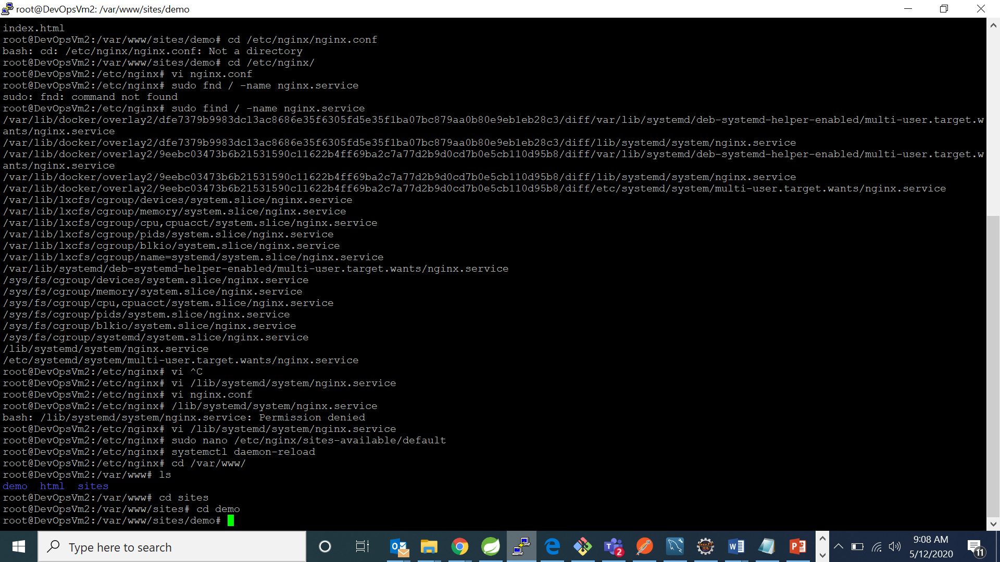 root@DevOpsVm2: /var/www/sites/demo
index.html
root@DevOpsVm2:/var/www/sites/demo# cd /etc/nginx/nginx.conf
bash: cd: /etc/nginx/nginx.conf: Not a directory
root@DevOpsVm2:/var/www/sites/demo# cd /etc/nginx/
root@DevOpsVm2:/etc/nginx# vi nginx.conf
root@DevOpsVm2:/etc/nginx# sudo fnd / -name nginx.service
sudo: fnd: command not found
root@DevOpsVm2:/etc/nginx# sudo find / -name nginx.service
/var/lib/docker/overlay2/dfe7379b9983dc13ac8686e35f6305fd5e35f1ba07bc879aa0b80e9eb1eb28c3/diff/var/lib/systemd/deb-systemd-helper-enabled/multi-user.target.w
ants/nginx.service
/var/lib/docker/overlay2/dfe7379b9983dc13ac8686e35f6305fd5e35f1ba07bc879aa0b80e9eb1eb28c3/diff/lib/systemd/system/nginx.service
/var/lib/docker/overlay2/9eebc03473b6b21531590c11622b4ff69ba2c7a77d2b9d0cd7b0e5cb110d95b8/diff/var/lib/systemd/deb-systemd-helper-enabled/multi-user.target.w
ants/nginx.service
/var/lib/docker/overlay2/9eebc03473b6b21531590c11622b4ff69ba2c7a77d2b9d0cd7b0e5cb110d95b8/diff/lib/systemd/system/nginx.service
/var/lib/docker/overlay2/9eebc03473b6b21531590c11622b4ff69ba2c7a77d2b9d0cd7b0e5cb110d95b8/diff/etc/systemd/system/multi-user.target.wants/nginx.service
/var/lib/lxcfs/cgroup/devices/system.slice/nginx.service
/var/lib/lxcfs/cgroup/memory/system.slice/nginx.service
/var/lib/lxcfs/cgroup/cpu,cpuacct/system.slice/nginx.service
/var/lib/lxcfs/cgroup/pids/system.slice/nginx.service
/var/lib/lxcfs/cgroup/blkio/system.slice/nginx.service
/var/lib/lxcfs/cgroup/name=systemd/system.slice/nginx.service
/var/lib/systemd/deb-systemd-helper-enabled/multi-user.target.wants/nginx.service
/sys/fs/cgroup/devices/system.slice/nginx.service
/sys/fs/cgroup/memory/system.slice/nginx.service
/sys/fs/cgroup/cpu,cpuacct/system.slice/nginx.service
/sys/fs/cgroup/pids/system.slice/nginx.service
/sys/fs/cgroup/blkio/system.slice/nginx.service
/sys/fs/cgroup/systemd/system.slice/nginx.service
/lib/systemd/system/nginx.service
/etc/systemd/system/multi-user.target.wants/nginx.service
root@DevOpsVm2:/etc/nginx# vi ^C
root@DevOpsVm2:/etc/nginx# vi /lib/systemd/system/nginx.service
root@DevOpsVm2:/etc/nginx# vi nginx.conf
root@DevOpsVm2:/etc/nginx# /lib/systemd/system/nginx.service
bash: /lib/systemd/system/nginx.service: Permission denied
root@DevOpsVm2:/etc/nginx# vi /lib/systemd/system/nginx.service
root@DevOpsVm2:/etc/nginx# sudo nano /etc/nginx/sites-available/default
root@DevOpsVm2:/etc/nginx# systemctl daemon-reload
root@DevOpsVm2:/etc/nginx# cd /var/www/
root@DevOpsVm2:/var/www# ls
demo  html  sites
root@DevOpsVm2:/var/www# cd sites
root@DevOpsVm2:/var/www/sites# cd demo
root@DevOpsVm2:/var/www/sites/demo#
Type here to search
9:08 AM
5/12/2020
2
11